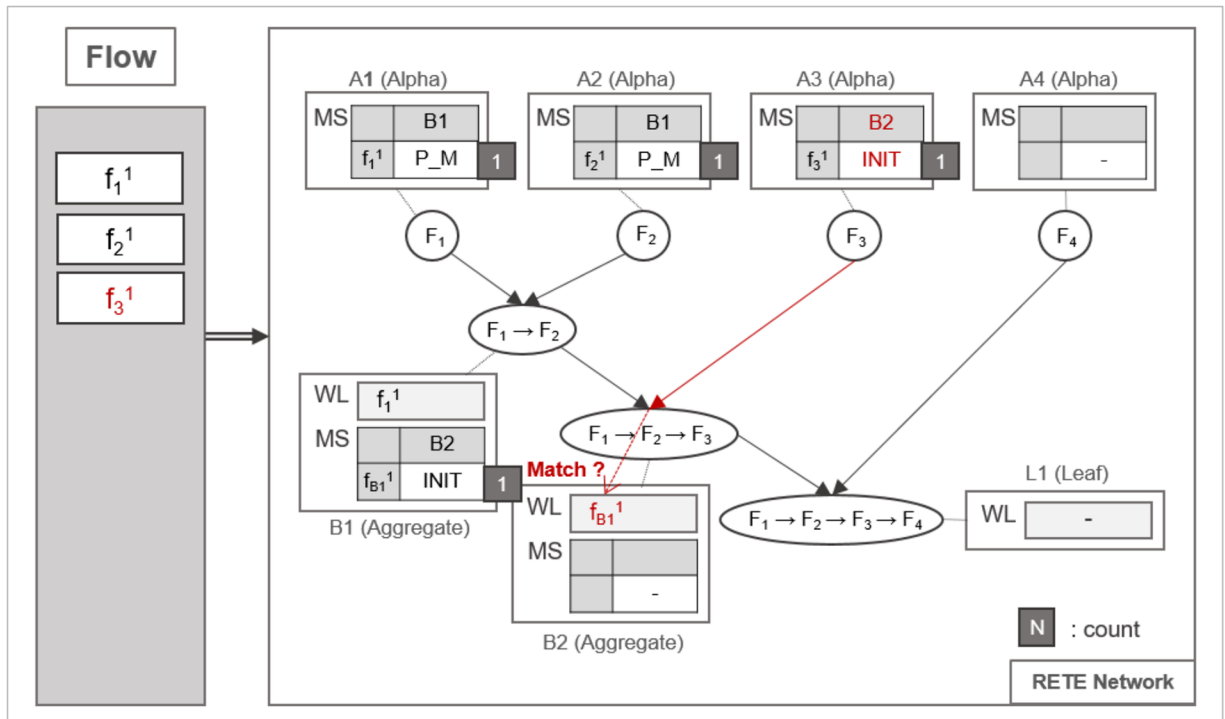 Flow
f₁¹
f₂¹
f₃¹
A1 (Alpha)
MS
B1
f₁¹
P_M
1
F₁
A2 (Alpha)
MS
B1
f₂¹
P_M
1
F₂
A3 (Alpha)
MS
B2
f₃¹
INIT
1
F₃
A4 (Alpha)
MS
-
F₄
F₁ → F₂
WL
f₁¹
MS
B2
f_B1¹
INIT
1
B1 (Aggregate)
F₁ → F₂ → F₃
Match ?
WL
f_B1¹
MS
-
B2 (Aggregate)
F₁ → F₂ → F₃ → F₄
L1 (Leaf)
WL
-
N : count
RETE Network